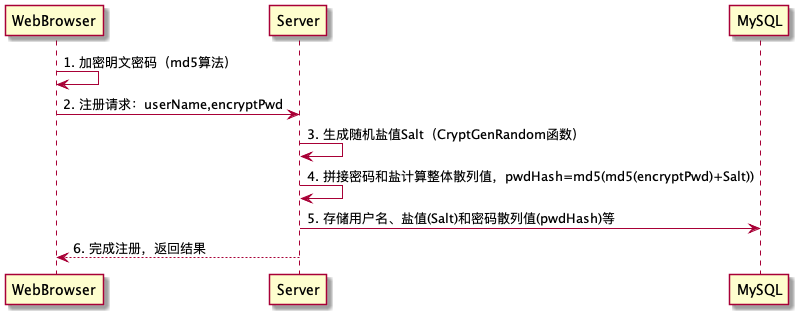 WebBrowser Server MySQL
1. 加密明文密码（md5算法）
2. 注册请求：userName,encryptPwd
3. 生成随机盐值Salt（CryptGenRandom函数）
4. 拼接密码和盐计算整体散列值，pwdHash=md5(md5(encryptPwd)+Salt))
5. 存储用户名、盐值(Salt)和密码散列值(pwdHash)等
6. 完成注册，返回结果
WebBrowser Server MySQL